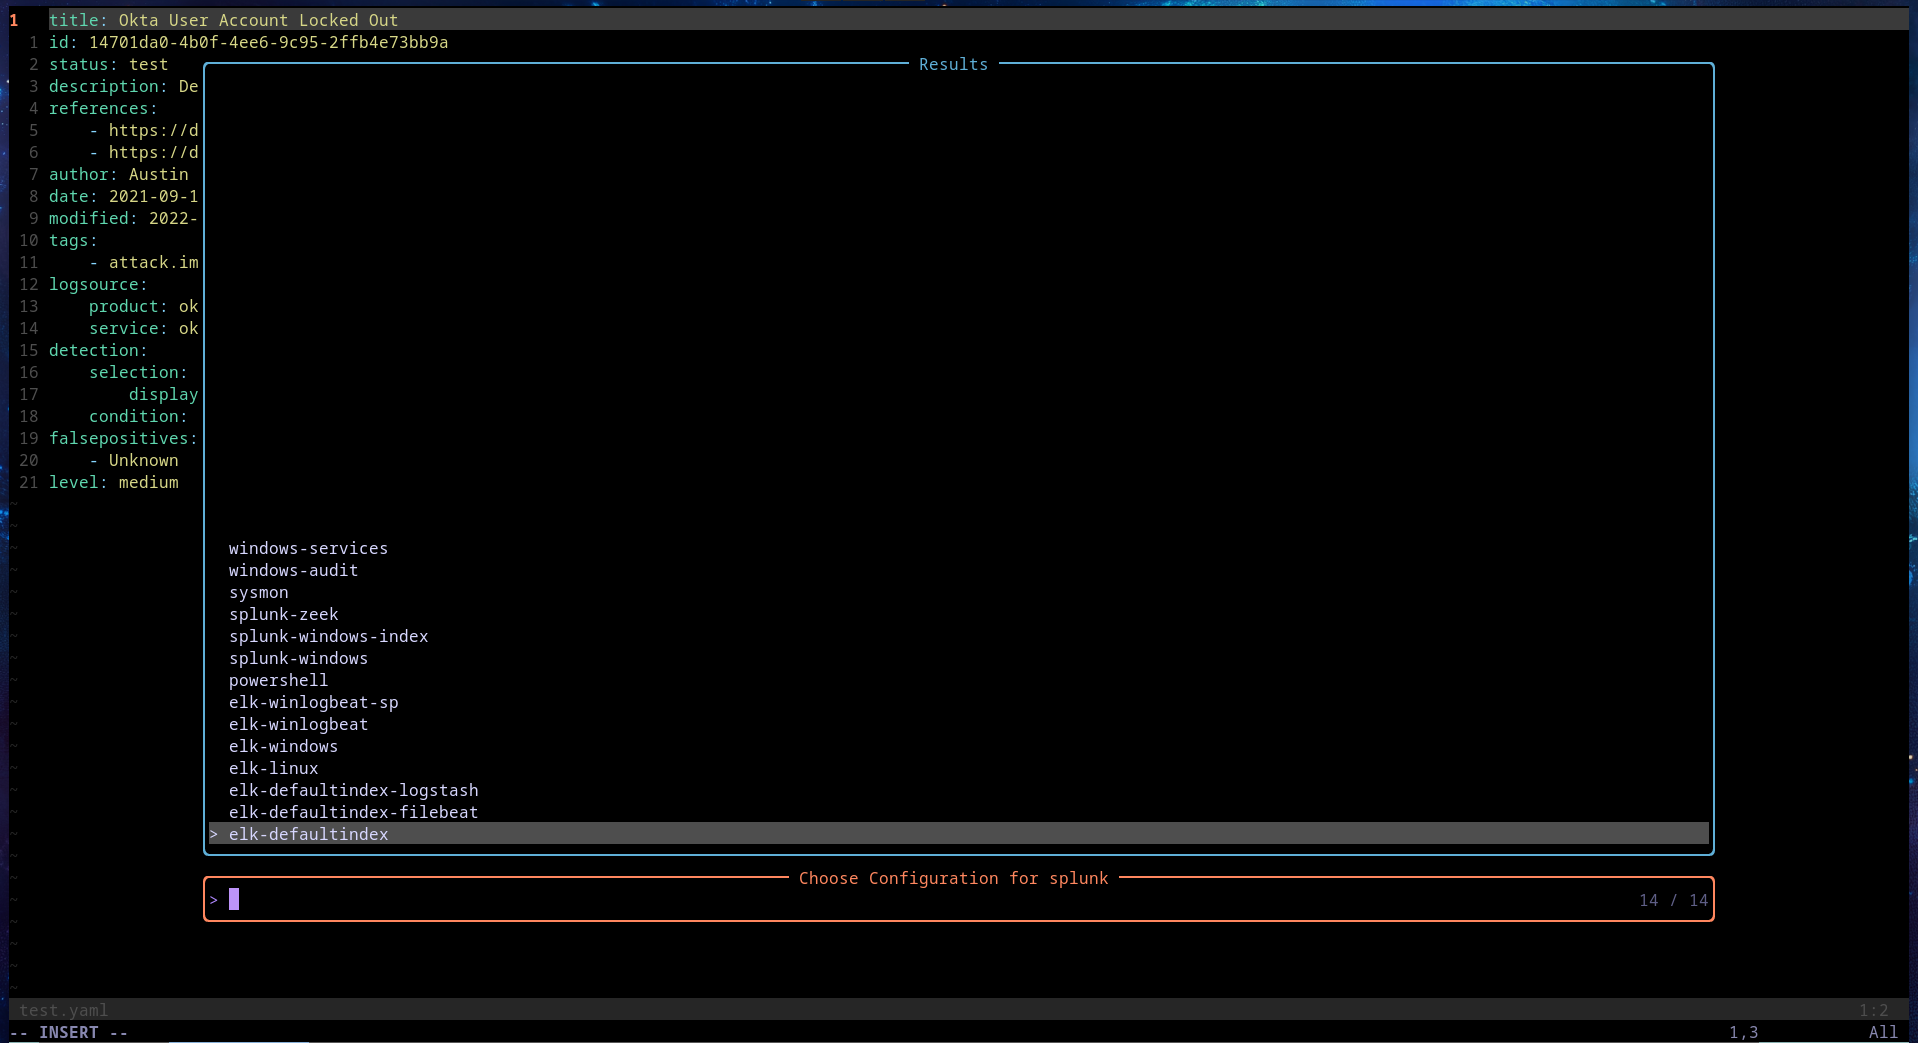 1 title: Okta User Account Locked Out
1 id: 14701da0-4b0f-4ee6-9c95-2ffb4e73bb9a
2 status: test
Results
3 description: De
4 references:
5 - https://d
6 - https://d
7 author: Austin
8 date: 2021-09-1
9 modified: 2022-
10 tags:
11 - attack.im
12 logsource:
13 product: ok
14 service: ok
15 detection:
16 selection:
17 display
18 condition:
19 falsepositives:
20 - Unknown
21 level: medium
~
~
~
windows-services
~
windows-audit
~
sysmon
~
splunk-zeek
~
splunk-windows-index
~
splunk-windows
~
powershell
~
elk-winlogbeat-sp
~
elk-winlogbeat
~
elk-windows
~
elk-linux
~
elk-defaultindex-logstash
~
elk-defaultindex-filebeat
~
> elk-defaultindex
~
~
Choose Configuration for splunk
~
> 14 / 14
~
~
~
~
test.yaml 1:2
-- INSERT -- 1,3 All